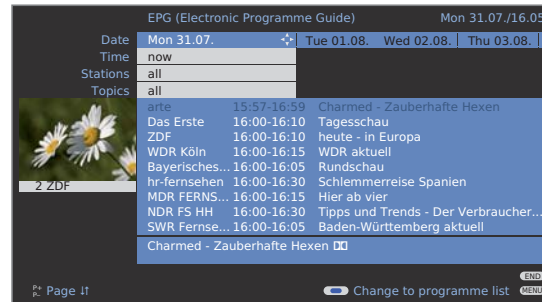 EPG (Electronic Programme Guide) Mon 31.07./16.05
Date Mon 31.07. Tue 01.08. Wed 02.08. Thu 03.08.
Time now
Stations all
Topics all
arte 15:57-16:59 Charmed - Zauberhafte Hexen
Das Erste 16:00-16:10 Tagesschau
ZDF 16:00-16:10 heute - in Europa
WDR Köln 16:00-16:15 WDR aktuell
Bayerisches... 16:00-16:05 Rundschau
hr-fernsehen 16:00-16:30 Schlemmerreise Spanien
MDR FERNS... 16:00-16:15 Hier ab vier
NDR FS HH 16:00-16:30 Tipps und Trends - Der Verbraucher...
SWR Fernse... 16:00-16:05 Baden-Württemberg aktuell
2 ZDF
Charmed - Zauberhafte Hexen
END
P+ P– Page ↓↑ Change to programme list MENU